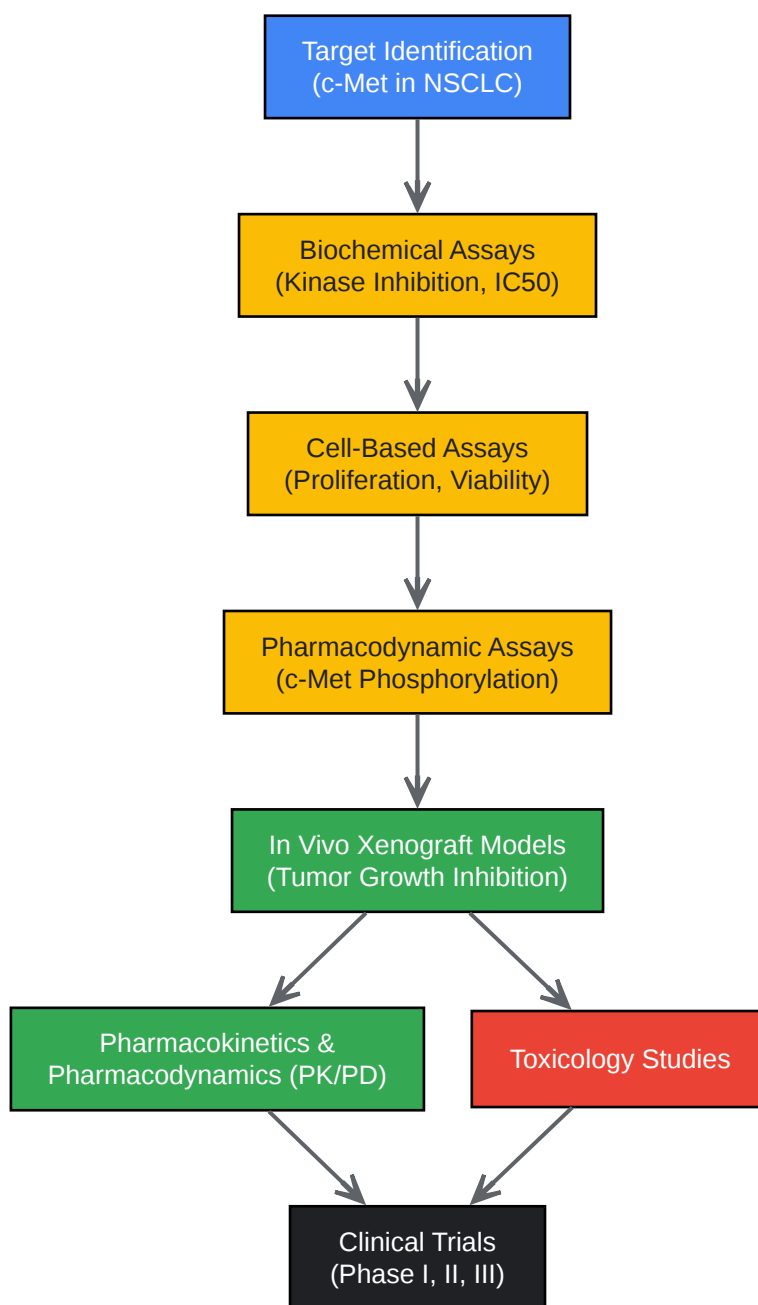 Target Identification
(c-Met in NSCLC)
Biochemical Assays
(Kinase Inhibition, IC50)
Cell-Based Assays
(Proliferation, Viability)
Pharmacodynamic Assays
(c-Met Phosphorylation)
In Vivo Xenograft Models
(Tumor Growth Inhibition)
Pharmacokinetics &
Pharmacodynamics (PK/PD)
Toxicology Studies
Clinical Trials
(Phase I, II, III)